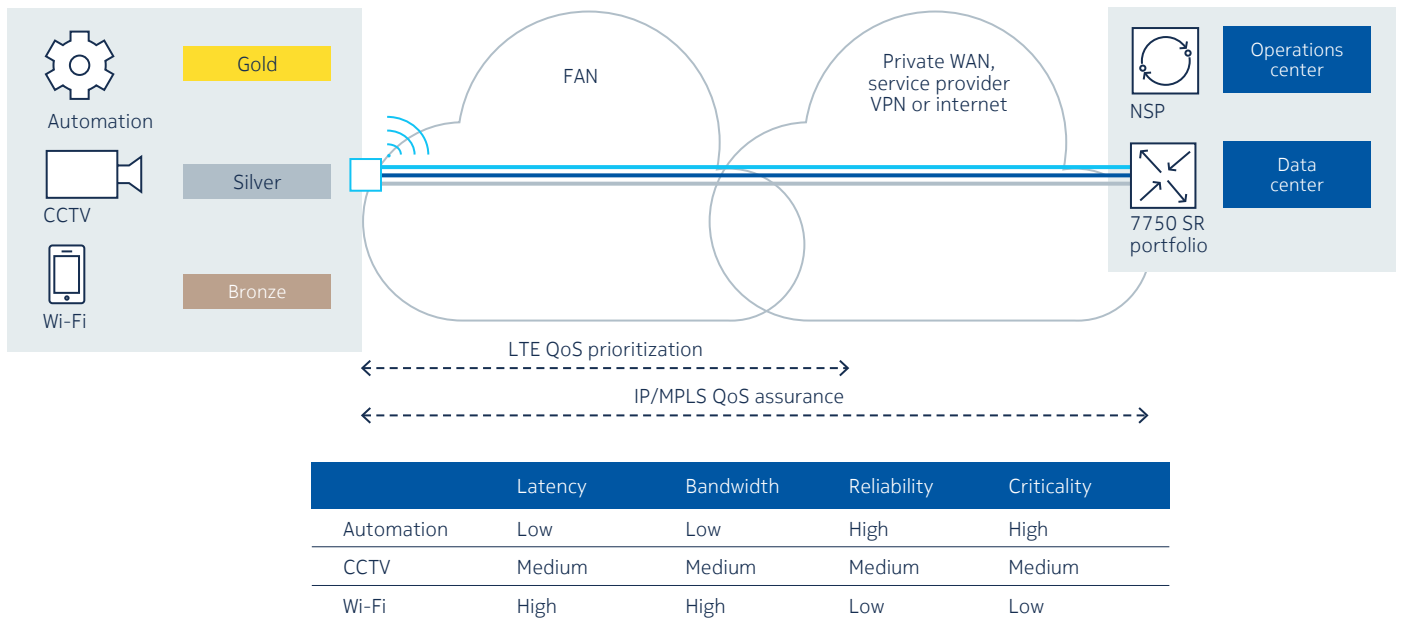 Automation
Gold
CCTV
Silver
Wi-Fi
Bronze
FAN
Private WAN,
service provider
VPN or internet
NSP
Operations
center
7750 SR
portfolio
Data
center
LTE QoS prioritization
IP/MPLS QoS assurance
Latency Bandwidth Reliability Criticality
Automation Low Low High High
CCTV Medium Medium Medium Medium
Wi-Fi High High Low Low